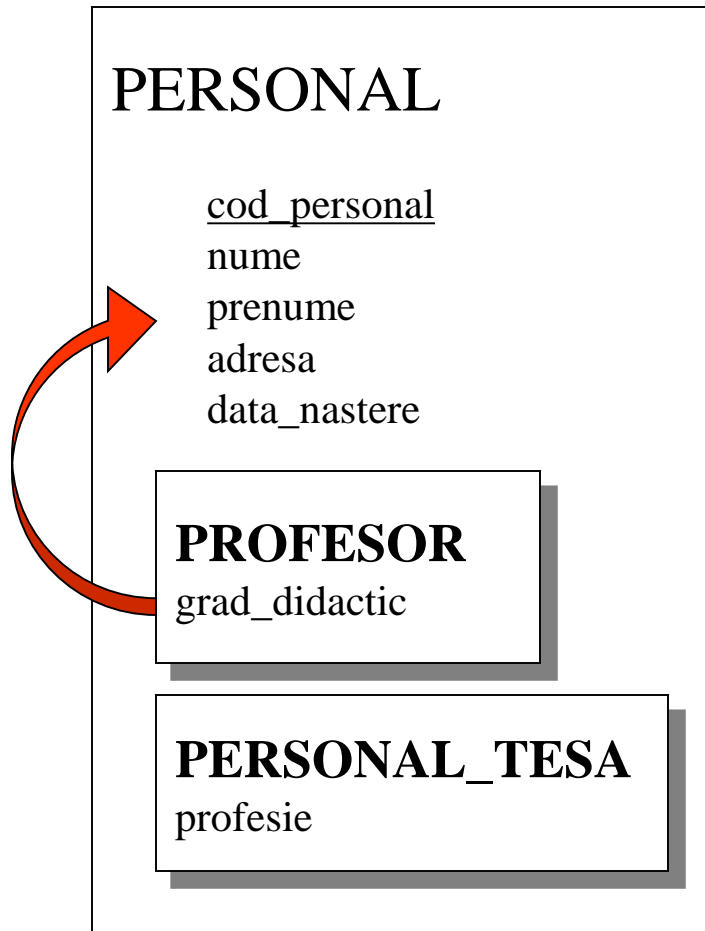 PERSONAL
cod_personal
nume
prenume
adresa
data_nastere
PROFESOR
grad_didactic
PERSONAL_TESA
profesie